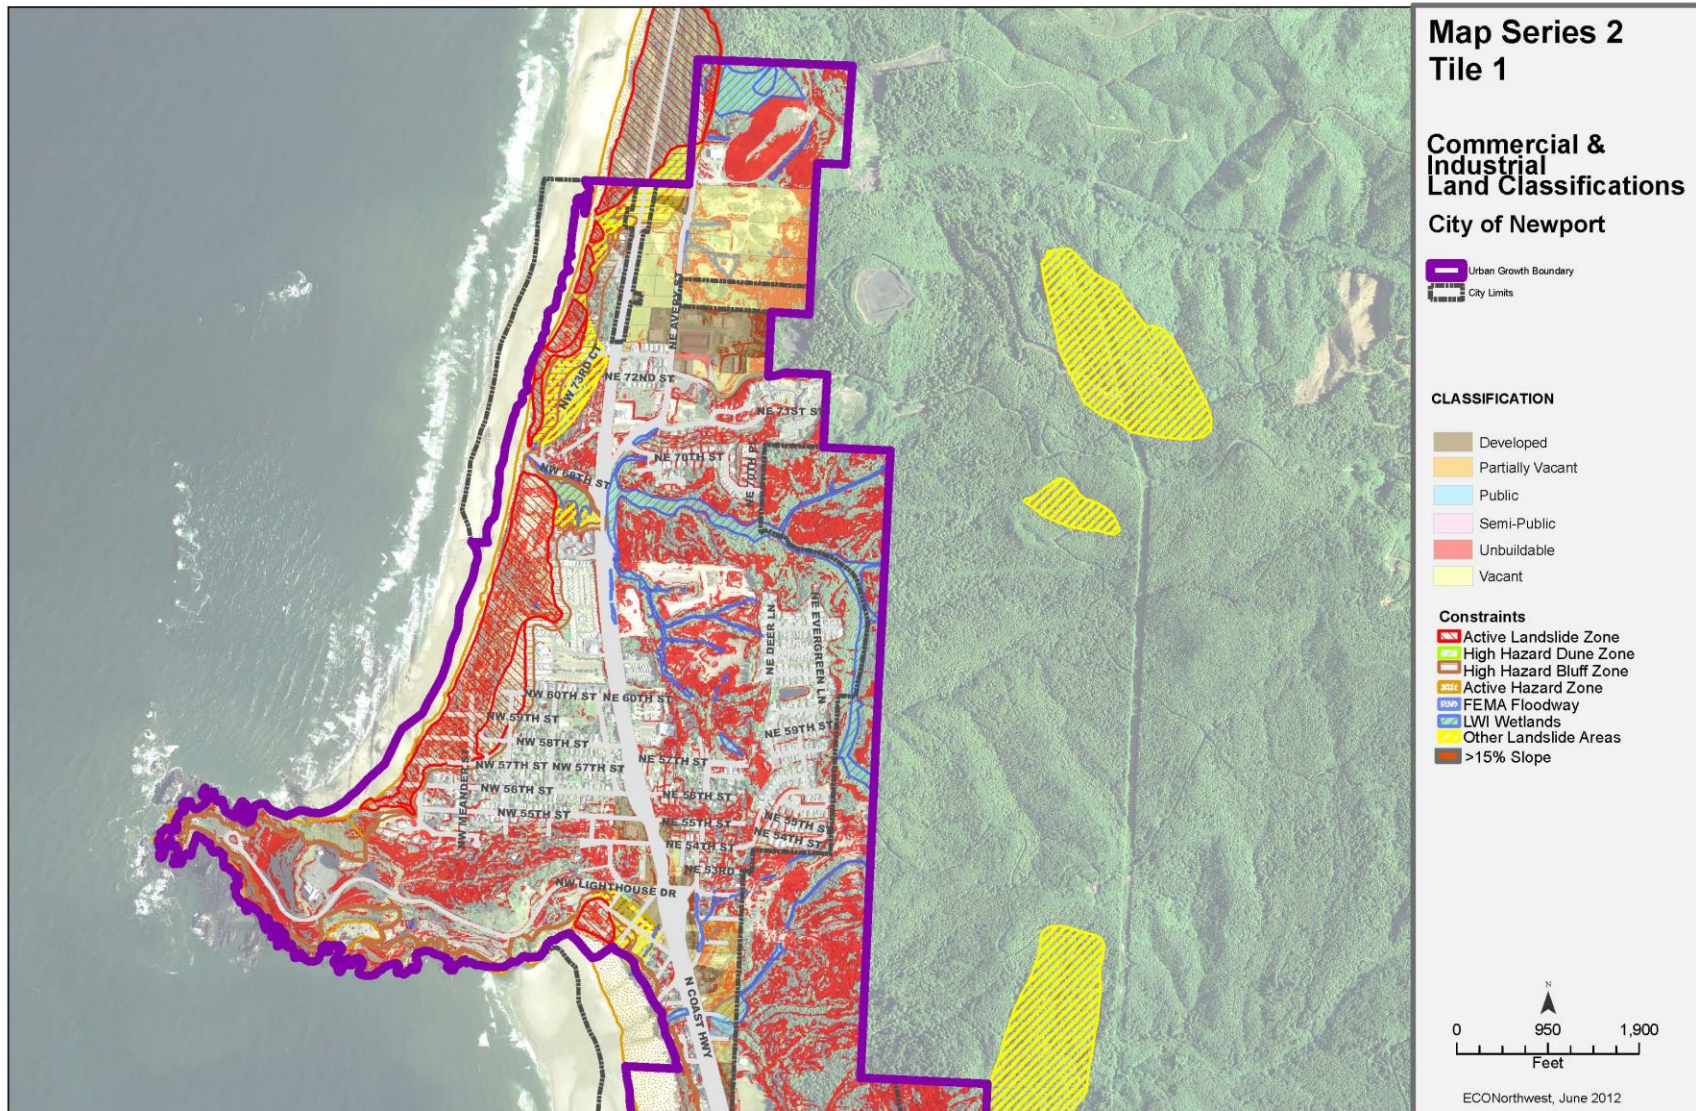 Map Series 2
Tile 1
Commercial &
Industrial
Land Classifications
City of Newport
Urban Growth Boundary
City Limits
CLASSIFICATION
Developed
Partially Vacant
Public
Semi-Public
Unbuildable
Vacant
Constraints
Active Landslide Zone
High Hazard Dune Zone
High Hazard Bluff Zone
Active Hazard Zone
FEMA Floodway
LWI Wetlands
Other Landslide Areas
>15% Slope
N
0 950 1,900
Feet
ECONorthwest, June 2012
NE AVERY ST
NW 73RD CT
NE 72ND ST
NE 71ST ST
NE 70TH ST
NE 70TH PL
NW 68TH ST
NE DEER LN
NE EVERGREEN LN
NW 60TH ST
NE 60TH ST
NW 59TH ST
NE 59TH ST
NW 58TH ST
NW 57TH ST
NW 57TH ST
NE 57TH ST
NW MEANDER ST
NW 56TH ST
NE 56TH ST
NW 55TH ST
NE 55TH ST
NE 55TH ST
NE 54TH ST
NE 54TH ST
NE 53RD
NW LIGHTHOUSE DR
N COAST HWY